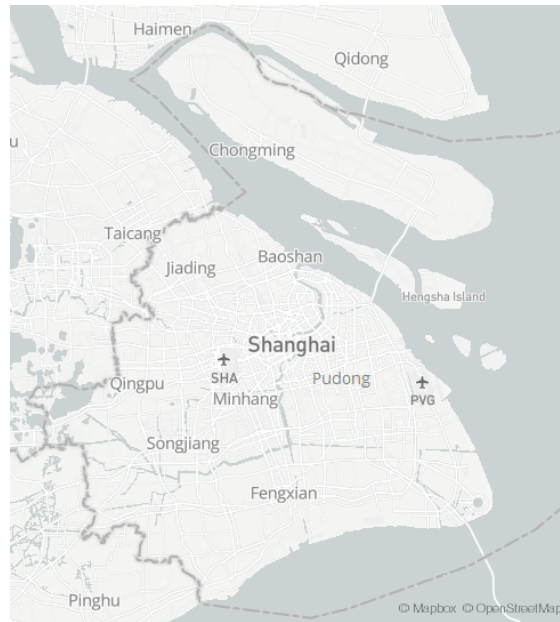 Haimen
Qidong
u
Chongming
Taicang
Baoshan
Jiading
Hengsha Island
Shanghai
SHA
Pudong
Qingpu
Minhang
PVG
Songjiang
Fengxian
Pinghu
© Mapbox © OpenStreetMap